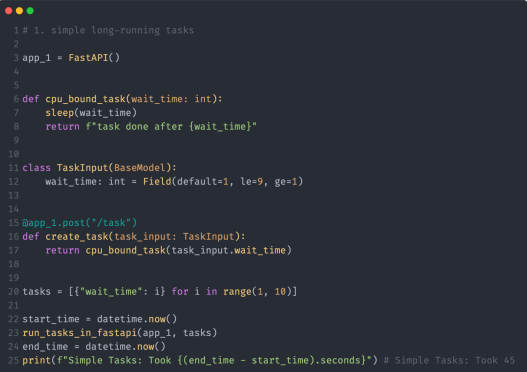 1 # 1. simple long-running tasks
2
3 app_1 = FastAPI()
4
5
6 def cpu_bound_task(wait_time: int):
7     sleep(wait_time)
8     return f"task done after {wait_time}"
9
10
11 class TaskInput(BaseModel):
12     wait_time: int = Field(default=1, le=9, ge=1)
13
14
15 @app_1.post("/task")
16 def create_task(task_input: TaskInput):
17     return cpu_bound_task(task_input.wait_time)
18
19
20 tasks = [{"wait_time": i} for i in range(1, 10)]
21
22 start_time = datetime.now()
23 run_tasks_in_fastapi(app_1, tasks)
24 end_time = datetime.now()
25 print(f"Simple Tasks: Took {(end_time - start_time).seconds}") # Simple Tasks: Took 45